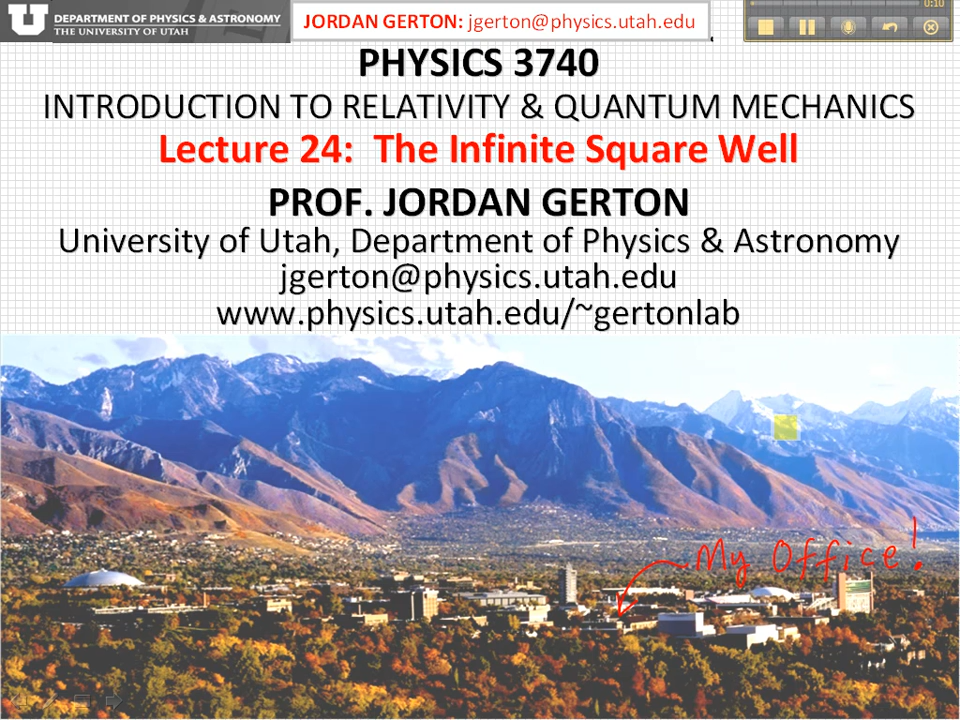 U DEPARTMENT OF PHYSICS & ASTRONOMY
THE UNIVERSITY OF UTAH
JORDAN GERTON: jgerton@physics.utah.edu
0:10
PHYSICS 3740
INTRODUCTION TO RELATIVITY & QUANTUM MECHANICS
Lecture 24: The Infinite Square Well
PROF. JORDAN GERTON
University of Utah, Department of Physics & Astronomy
jgerton@physics.utah.edu
www.physics.utah.edu/~gertonlab
My Office!